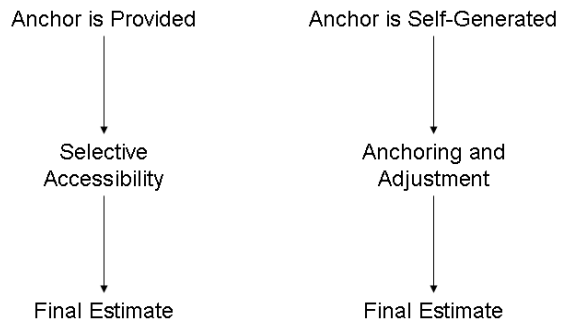 Anchor is Provided
Anchor is Self-Generated
Selective
Accessibility
Anchoring and
Adjustment
Final Estimate
Final Estimate